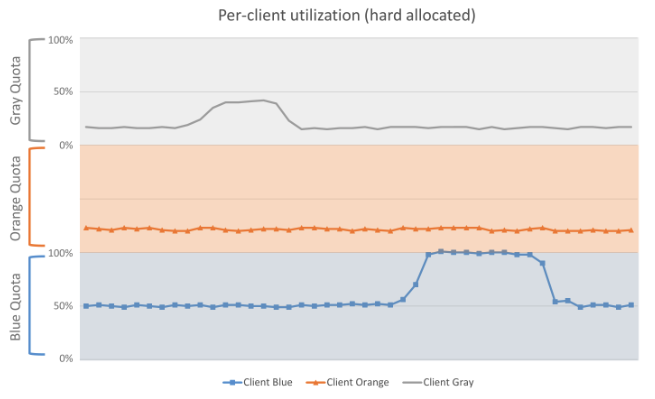 Per-client utilization (hard allocated)
100%
50%
0%
100%
50%
0%
Gray Quota
Orange Quota
Blue Quota
Client Blue Client Orange Client Gray